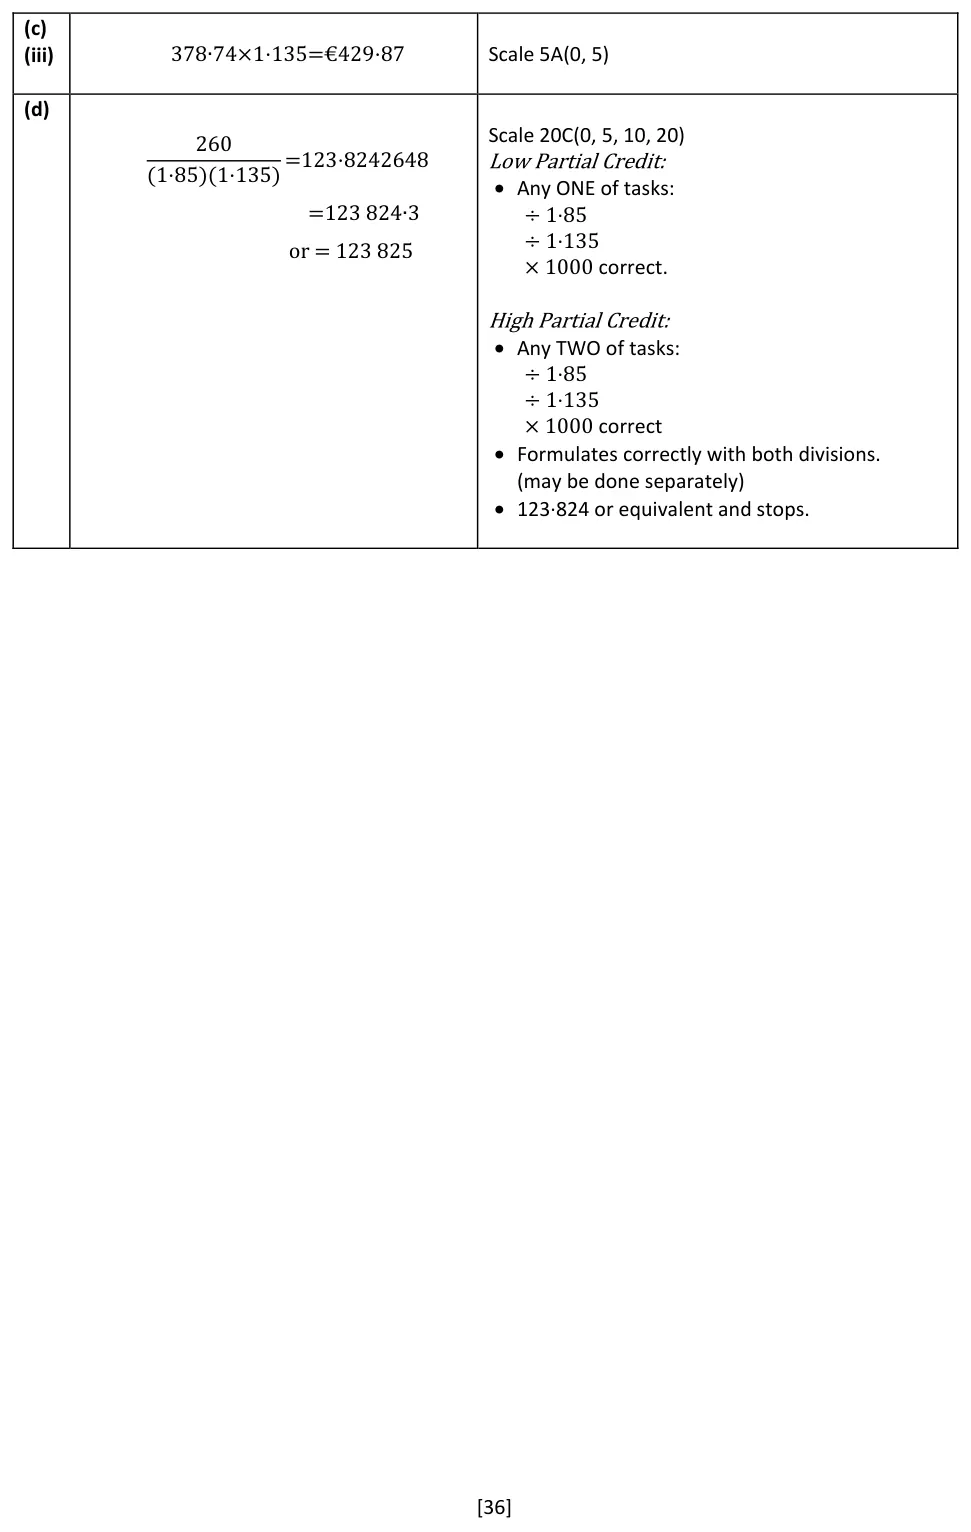 (c)
(iii)
378·74×1·135=€429·87
Scale 5A(0, 5)
(d)
260
(1·85)(1·135)
=123·8242648
=123 824·3
or = 123 825
Scale 20C(0, 5, 10, 20)
Low Partial Credit:
• Any ONE of tasks:
÷ 1·85
÷ 1·135
× 1000 correct.
High Partial Credit:
• Any TWO of tasks:
÷ 1·85
÷ 1·135
× 1000 correct
• Formulates correctly with both divisions.
(may be done separately)
• 123·824 or equivalent and stops.
[36]